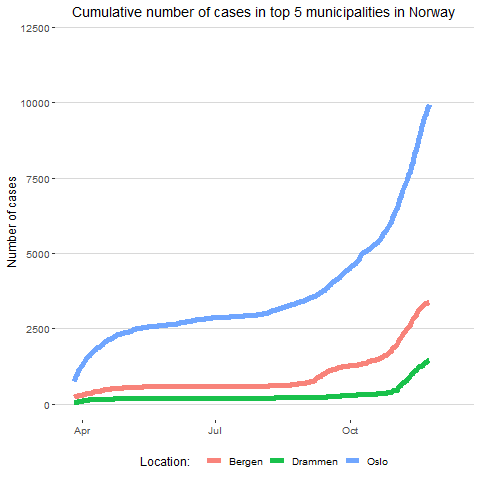 Cumulative number of cases in top 5 municipalities in Norway
12500
10000
7500
5000
2500
0
Number of cases
Apr Jul Oct
Location: Bergen Drammen Oslo